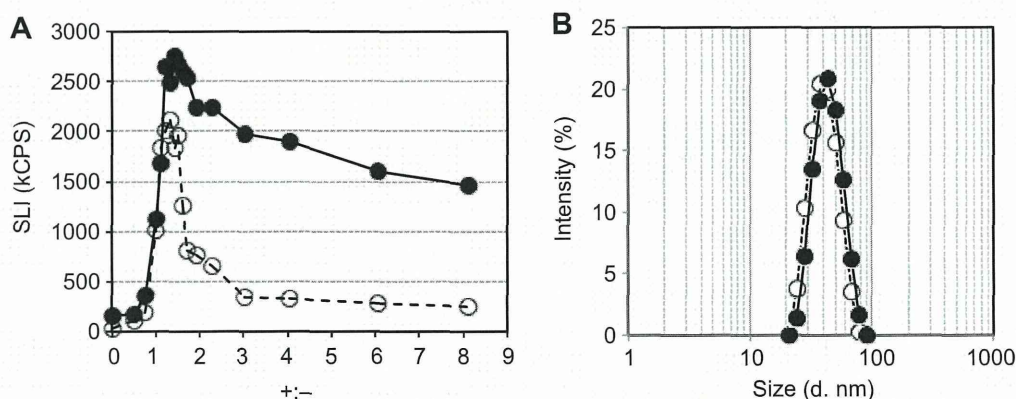 A
3000
2500
2000
1500
1000
500
0
SLI (kCPS)
0 1 2 3 4 5 6 7 8 9
+:–
B
25
20
15
10
5
0
Intensity (%)
1 10 100 1000
Size (d. nm)